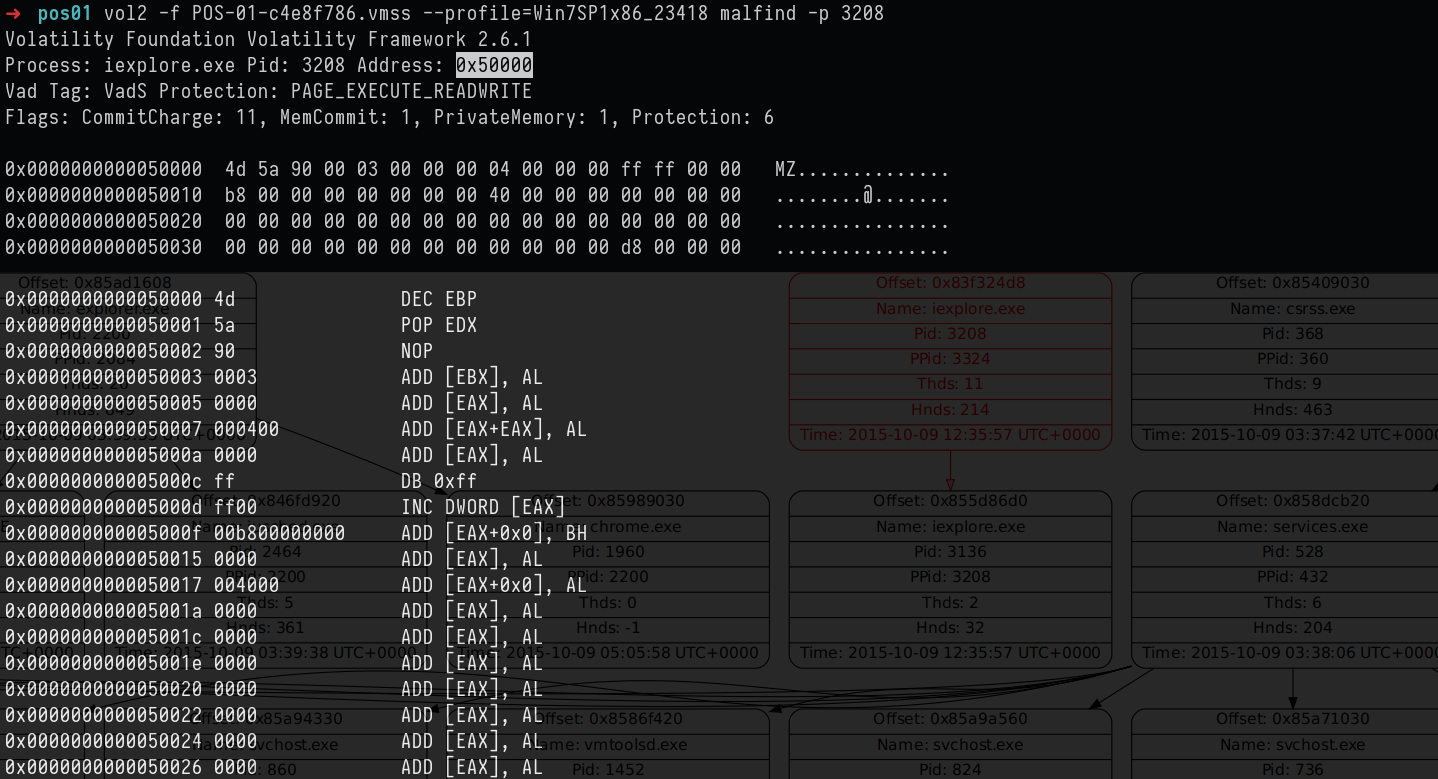 → pos01 vol2 -f POS-01-c4e8f786.vmss --profile=Win7SP1x86_23418 malfind -p 3208
Volatility Foundation Volatility Framework 2.6.1
Process: iexplore.exe Pid: 3208 Address: 0x50000
Vad Tag: VadS Protection: PAGE_EXECUTE_READWRITE
Flags: CommitCharge: 11, MemCommit: 1, PrivateMemory: 1, Protection: 6
0x0000000000050000 4d 5a 90 00 03 00 00 00 04 00 00 00 ff ff 00 00 MZ..............
0x0000000000050010 b8 00 00 00 00 00 00 00 40 00 00 00 00 00 00 00 ........@.......
0x0000000000050020 00 00 00 00 00 00 00 00 00 00 00 00 00 00 00 00 ................
0x0000000000050030 00 00 00 00 00 00 00 00 00 00 00 00 d8 00 00 00 ................
0x0000000000050000 4d DEC EBP
0x0000000000050001 5a POP EDX
0x0000000000050002 90 NOP
0x0000000000050003 0003 ADD [EBX], AL
0x0000000000050005 0000 ADD [EAX], AL
0x0000000000050007 000400 ADD [EAX+EAX], AL
0x000000000005000a 0000 ADD [EAX], AL
0x000000000005000c ff DB 0xff
0x000000000005000d ff00 INC DWORD [EAX]
0x000000000005000f 00b800000000 ADD [EAX+0x0], BH
0x0000000000050015 0000 ADD [EAX], AL
0x0000000000050017 004000 ADD [EAX+0x0], AL
0x000000000005001a 0000 ADD [EAX], AL
0x000000000005001c 0000 ADD [EAX], AL
0x000000000005001e 0000 ADD [EAX], AL
0x0000000000050020 0000 ADD [EAX], AL
0x0000000000050022 0000 ADD [EAX], AL
0x0000000000050024 0000 ADD [EAX], AL
0x0000000000050026 0000 ADD [EAX], AL
Offset: 0x85ad1608
Name: explorer.exe
Pid: 2200
Offset: 0x83f324d8
Name: iexplore.exe
Pid: 3208
PPid: 3324
Thds: 11
Hnds: 214
Time: 2015-10-09 12:35:57 UTC+0000
Offset: 0x85409030
Name: csrss.exe
Pid: 368
PPid: 360
Thds: 9
Hnds: 463
Time: 2015-10-09 03:37:42 UTC+0000
TC+0000
Offset: 0x846fd920
Pid: 2464
PPid: 2200
Thds: 5
Hnds: 361
Time: 2015-10-09 03:39:38 UTC+0000
Offset: 0x85989030
Name: chrome.exe
Pid: 1960
PPid: 2200
Thds: 0
Hnds: -1
Time: 2015-10-09 05:05:58 UTC+0000
Offset: 0x855d86d0
Name: iexplore.exe
Pid: 3136
PPid: 3208
Thds: 2
Hnds: 32
Time: 2015-10-09 12:35:57 UTC+0000
Offset: 0x858dcb20
Name: services.exe
Pid: 528
PPid: 432
Thds: 6
Hnds: 204
Time: 2015-10-09 03:38:06 UTC+0000
Offset: 0x85a94330
Name: svchost.exe
Pid: 860
Offset: 0x8586f420
Name: vmtoolsd.exe
Pid: 1452
Offset: 0x85a9a560
Name: svchost.exe
Pid: 824
Offset: 0x85a71030
Name: svchost.exe
Pid: 736